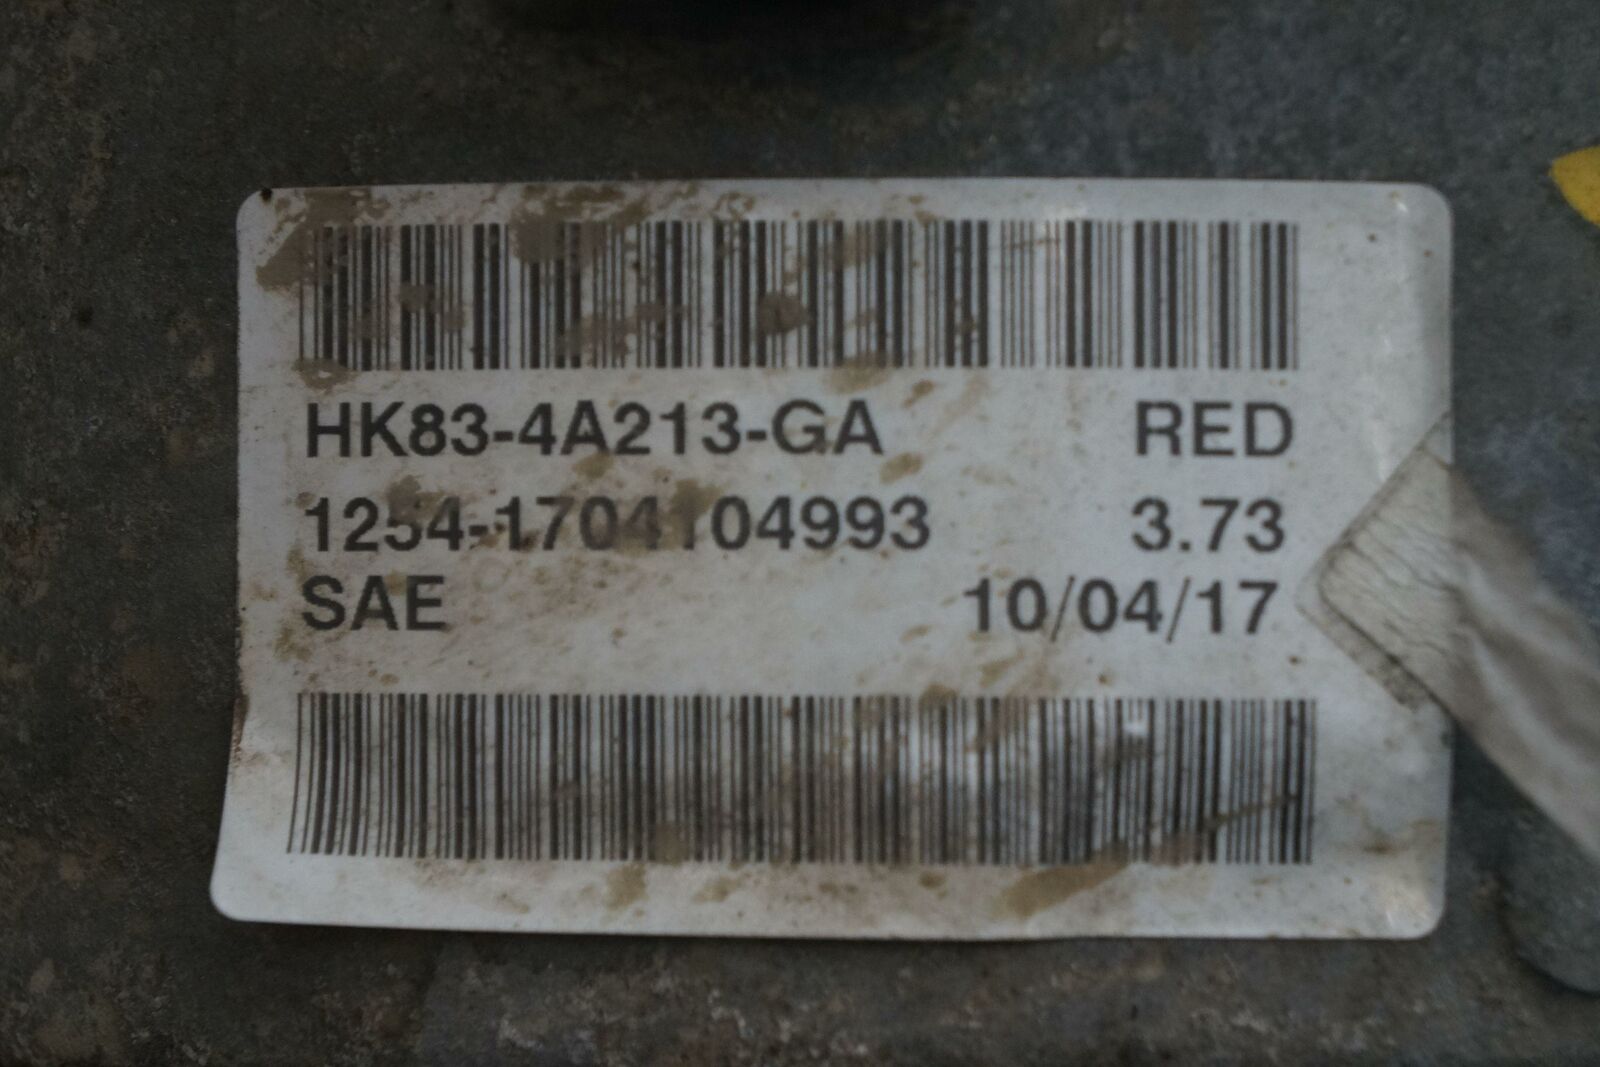 HK83-4A213-GA RED
1254-1704104993 3.73
SAE 10/04/17